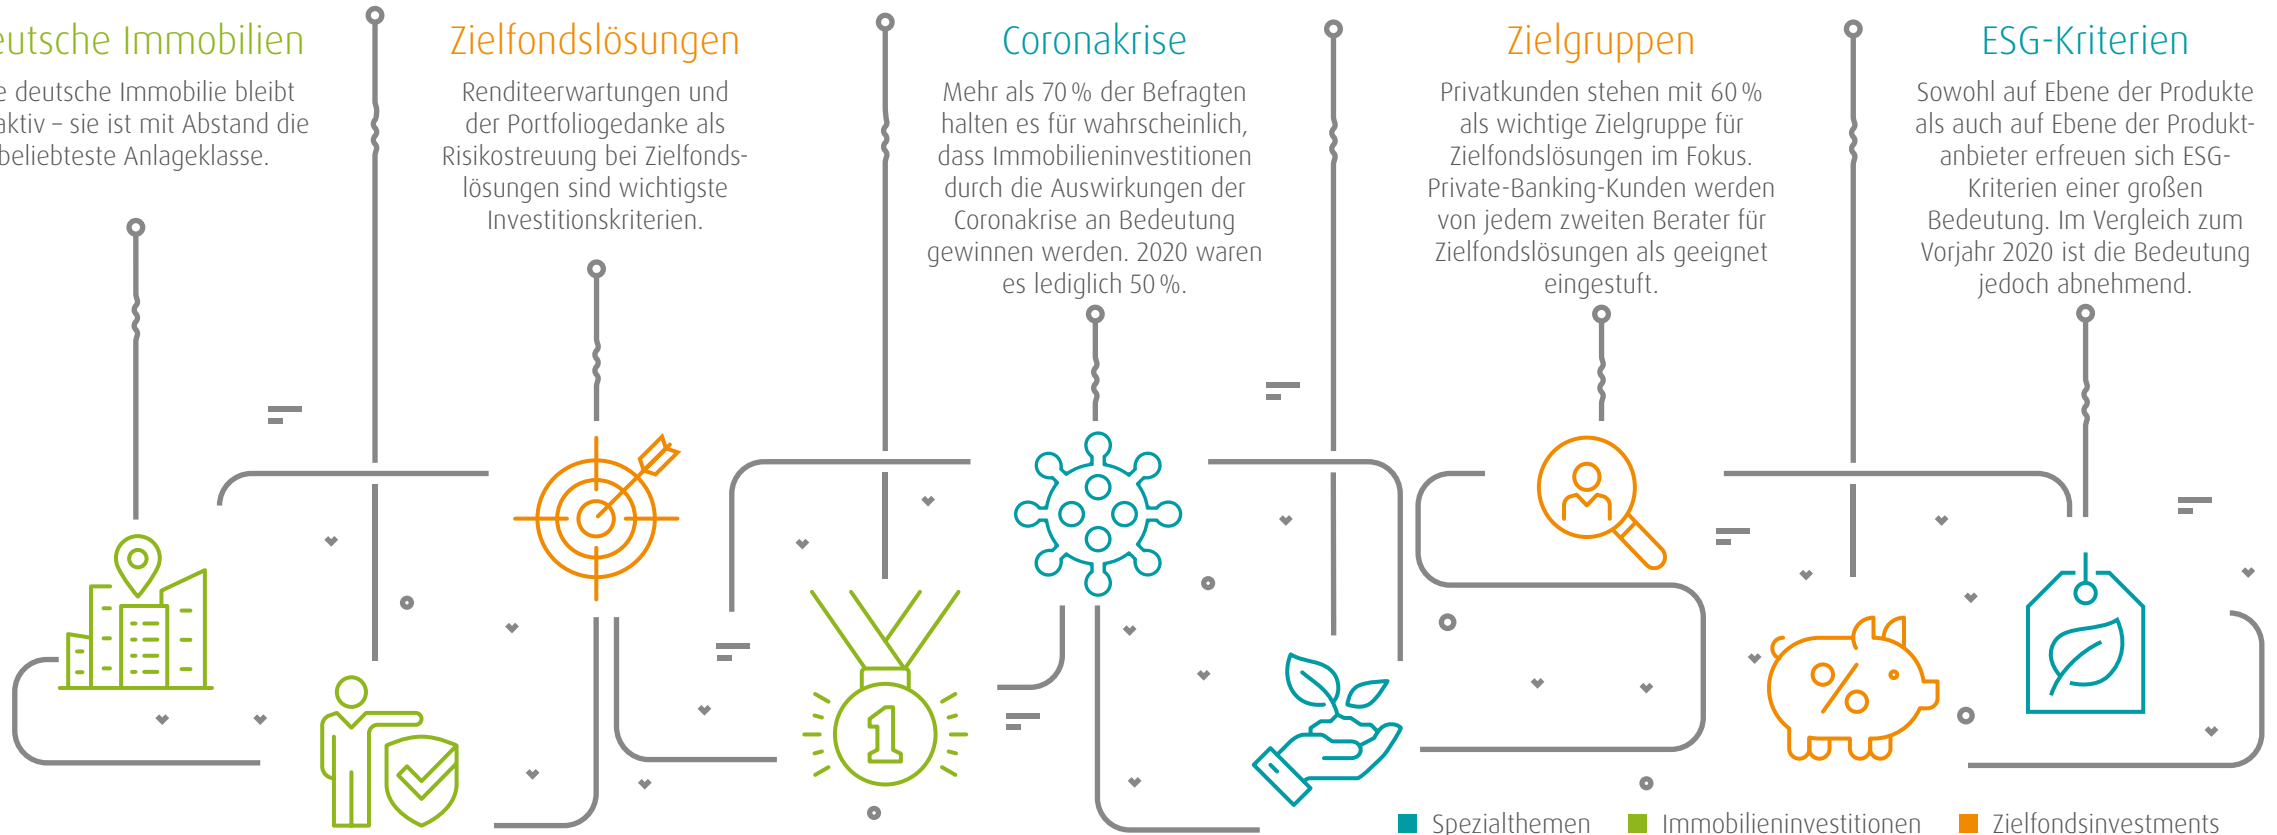 eutsche Immobilien
e deutsche Immobilie bleibt
aktiv – sie ist mit Abstand die
beliebteste Anlageklasse.
Zielfondslösungen
Renditeerwartungen und
der Portfoliogedanke als
Risikostreuung bei Zielfonds-
lösungen sind wichtigste
Investitionskriterien.
Coronakrise
Mehr als 70 % der Befragten
halten es für wahrscheinlich,
dass Immobilieninvestitionen
durch die Auswirkungen der
Coronakrise an Bedeutung
gewinnen werden. 2020 waren
es lediglich 50 %.
Zielgruppen
Privatkunden stehen mit 60 %
als wichtige Zielgruppe für
Zielfondslösungen im Fokus.
Private-Banking-Kunden werden
von jedem zweiten Berater für
Zielfondslösungen als geeignet
eingestuft.
ESG-Kriterien
Sowohl auf Ebene der Produkte
als auch auf Ebene der Produkt-
anbieter erfreuen sich ESG-
Kriterien einer großen
Bedeutung. Im Vergleich zum
Vorjahr 2020 ist die Bedeutung
jedoch abnehmend.
1
%
Spezialthemen
Immobilieninvestitionen
Zielfondsinvestments